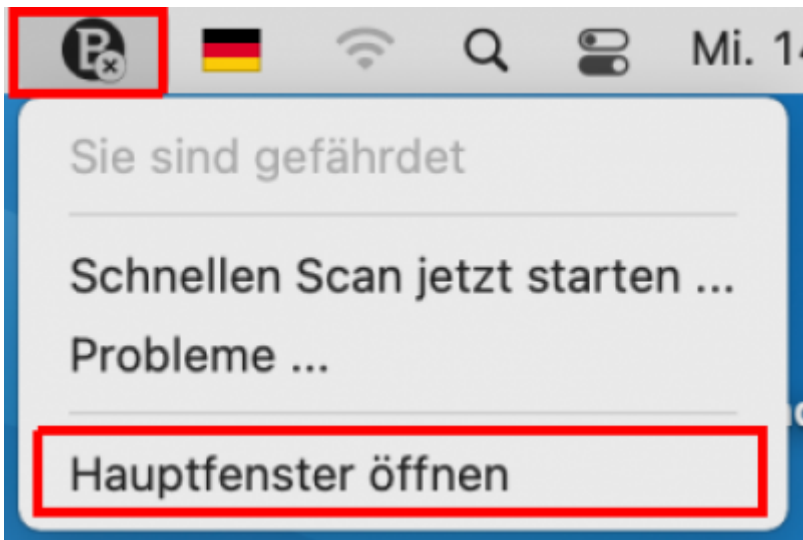 Mi. 14
Sie sind gefährdet
Schnellen Scan jetzt starten ...
Probleme ...
Hauptfenster öffnen